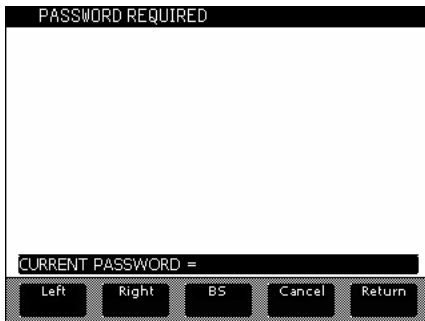 PASSWORD REQUIRED
CURRENT PASSWORD =
Left Right BS Cancel Return